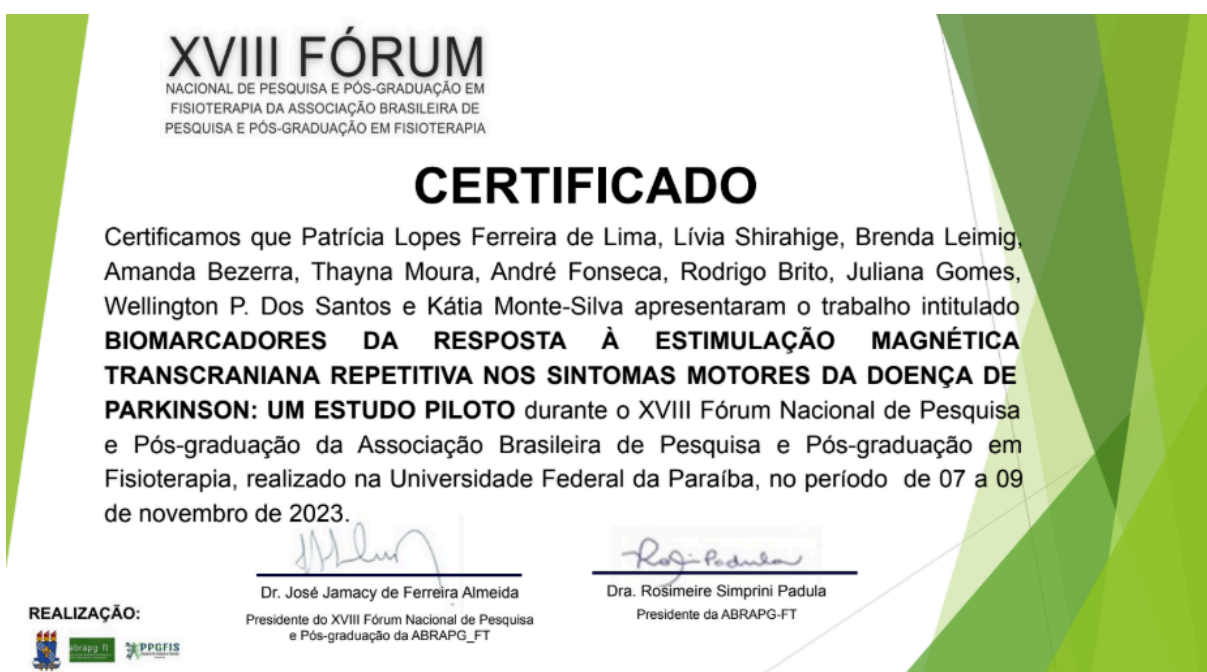 XVIII FÓRUM
NACIONAL DE PESQUISA E PÓS-GRADUAÇÃO EM
FISIOTERAPIA DA ASSOCIAÇÃO BRASILEIRA DE
PESQUISA E PÓS-GRADUAÇÃO EM FISIOTERAPIA
CERTIFICADO
Certificamos que Patrícia Lopes Ferreira de Lima, Lívia Shirahige, Brenda Leimig,
Amanda Bezerra, Thayna Moura, André Fonseca, Rodrigo Brito, Juliana Gomes,
Wellington P. Dos Santos e Kátia Monte-Silva apresentaram o trabalho intitulado
BIOMARCADORES DA RESPOSTA À ESTIMULAÇÃO MAGNÉTICA
TRANSCRANIANA REPETITIVA NOS SINTOMAS MOTORES DA DOENÇA DE
PARKINSON: UM ESTUDO PILOTO durante o XVIII Fórum Nacional de Pesquisa
e Pós-graduação da Associação Brasileira de Pesquisa e Pós-graduação em
Fisioterapia, realizado na Universidade Federal da Paraíba, no período de 07 a 09
de novembro de 2023.
Dr. José Jamacy de Ferreira Almeida
Presidente do XVIII Fórum Nacional de Pesquisa
e Pós-graduação da ABRAPG_FT
Dra. Rosimeire Simprini Padula
Presidente da ABRAPG-FT
REALIZAÇÃO:
abrapg-ft
PPGFIS